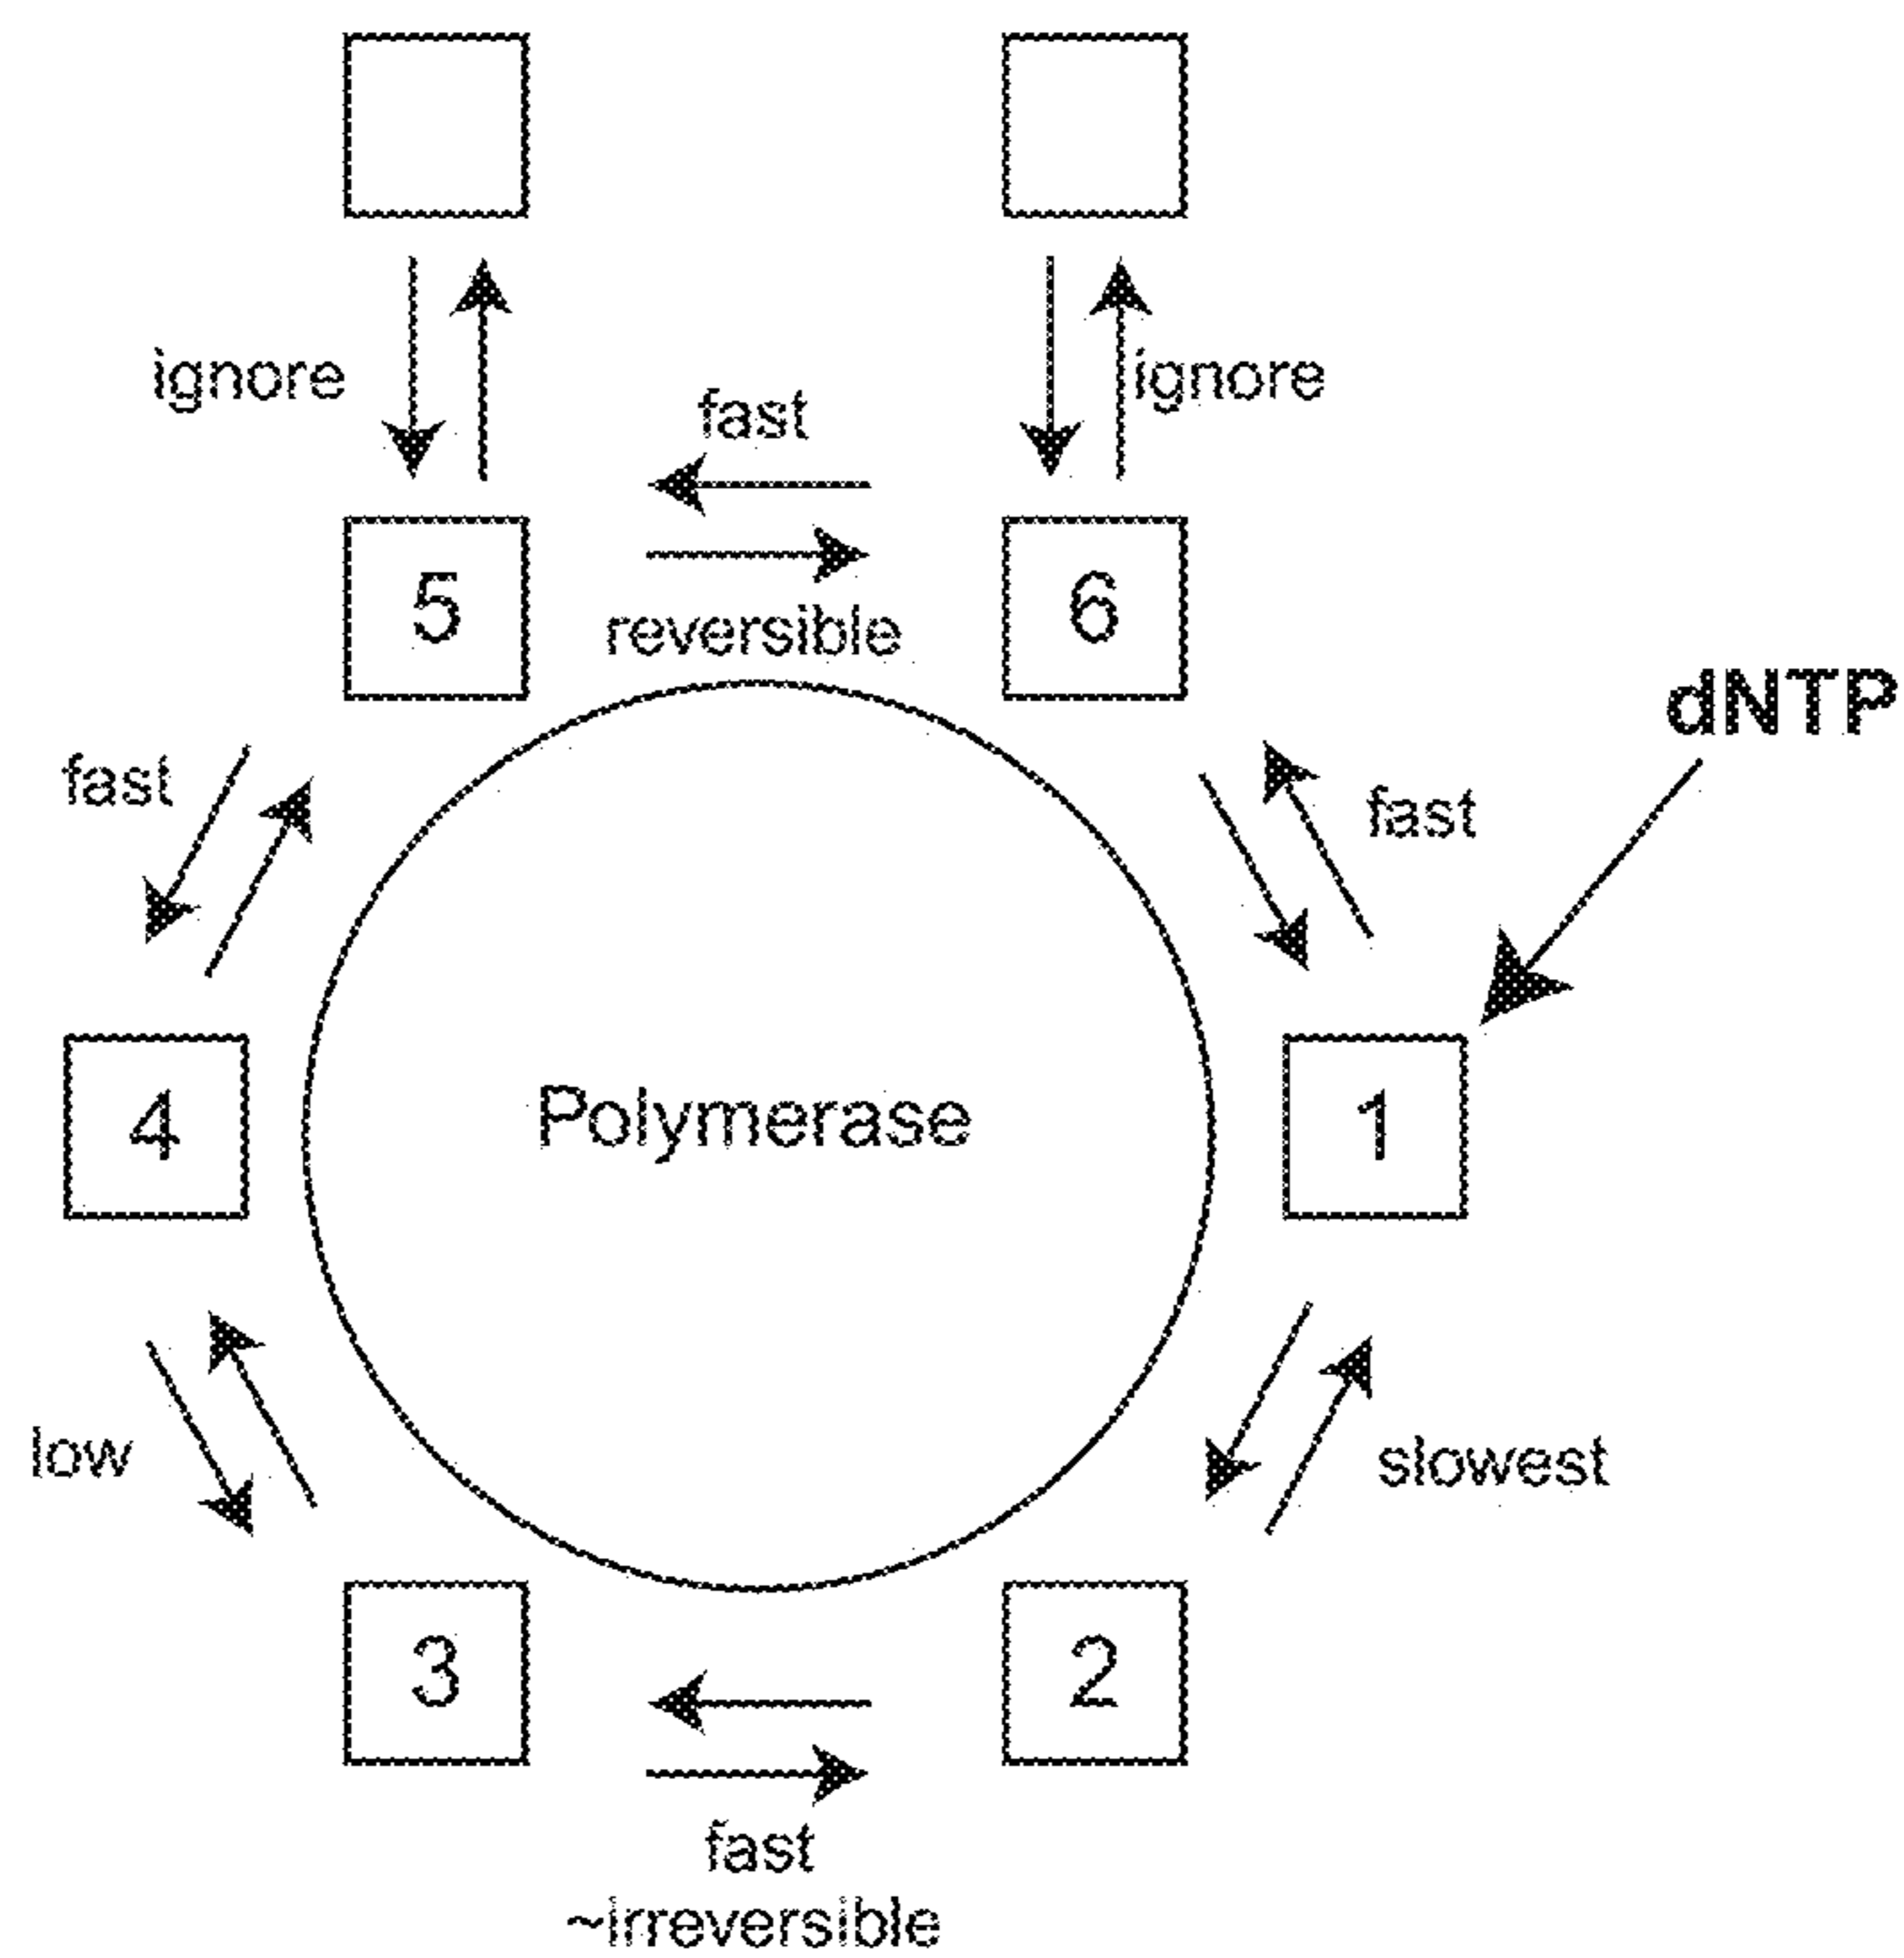 ignore
ignore
fast
5
6
reversible
dNTP
fast
fast
4
Polymerase
1
low
slowest
3
2
fast
~irreversible